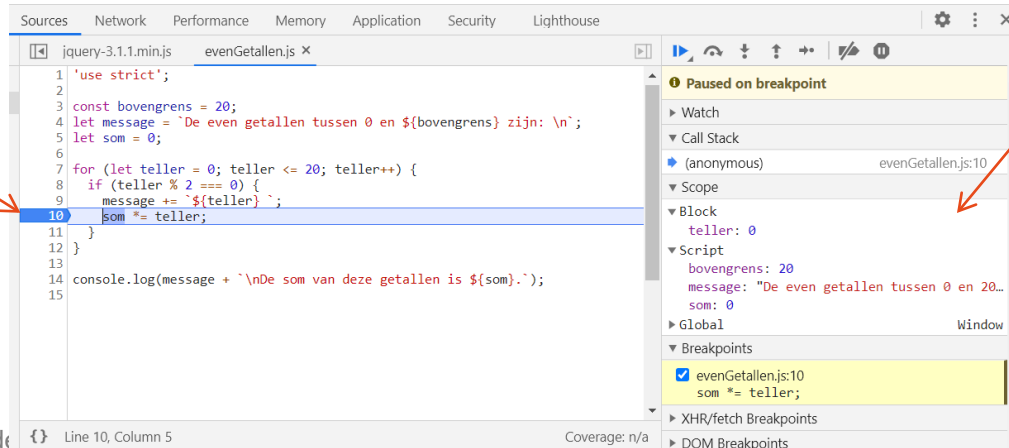 Sources Network Performance Memory Application Security Lighthouse
jquery-3.1.1.min.js evenGetallen.js ×
1 'use strict';
2
3 const bovengrens = 20;
4 let message = `De even getallen tussen 0 en ${bovengrens} zijn: \n`;
5 let som = 0;
6
7 for (let teller = 0; teller <= 20; teller++) {
8   if (teller % 2 === 0) {
9     message += `${teller} `;
10     som *= teller;
11   }
12 }
13
14 console.log(message + `\nDe som van deze getallen is ${som}.`);
15
{} Line 10, Column 5 Coverage: n/a
Paused on breakpoint
Watch
Call Stack
(anonymous) evenGetallen.js:10
Scope
Block
teller: 0
Script
bovengrens: 20
message: "De even getallen tussen 0 en 20…
som: 0
Global Window
Breakpoints
evenGetallen.js:10
som *= teller;
XHR/fetch Breakpoints
DOM Breakpoints